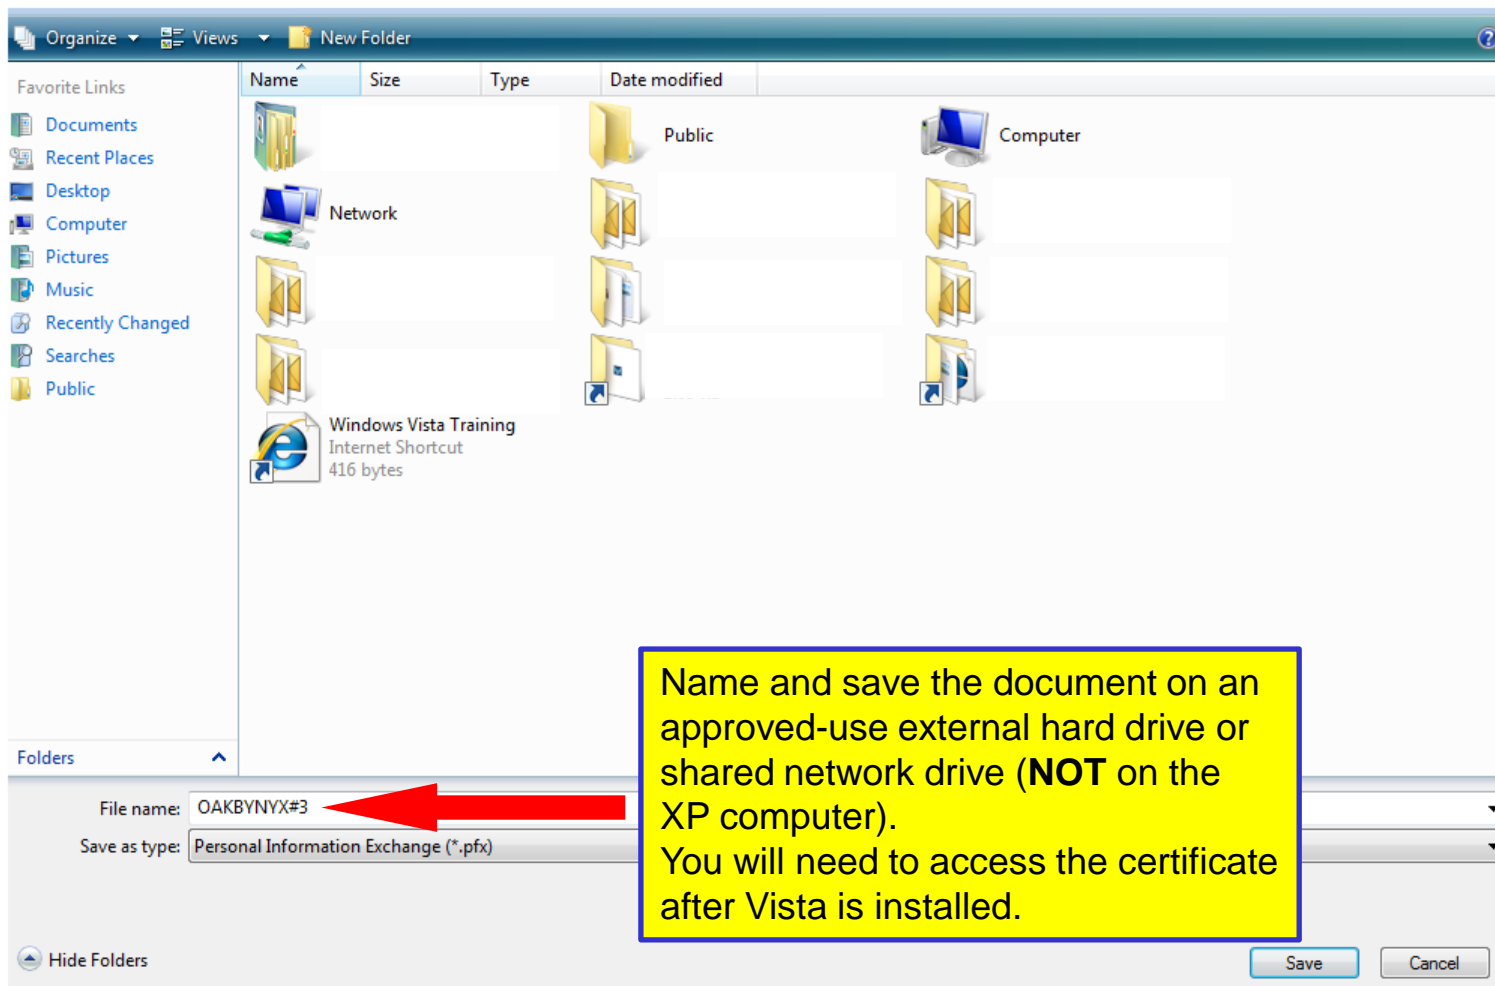 Organize Views New Folder
Favorite Links
Name Size Type Date modified
Documents
Recent Places
Desktop
Computer
Pictures
Music
Recently Changed
Searches
Public
Public
Computer
Network
Windows Vista Training
Internet Shortcut
416 bytes
Folders
Name and save the document on an
approved-use external hard drive or
shared network drive (NOT on the
XP computer).
You will need to access the certificate
after Vista is installed.
File name: OAKBYNYX#3
Save as type: Personal Information Exchange (*.pfx)
Hide Folders
Save Cancel